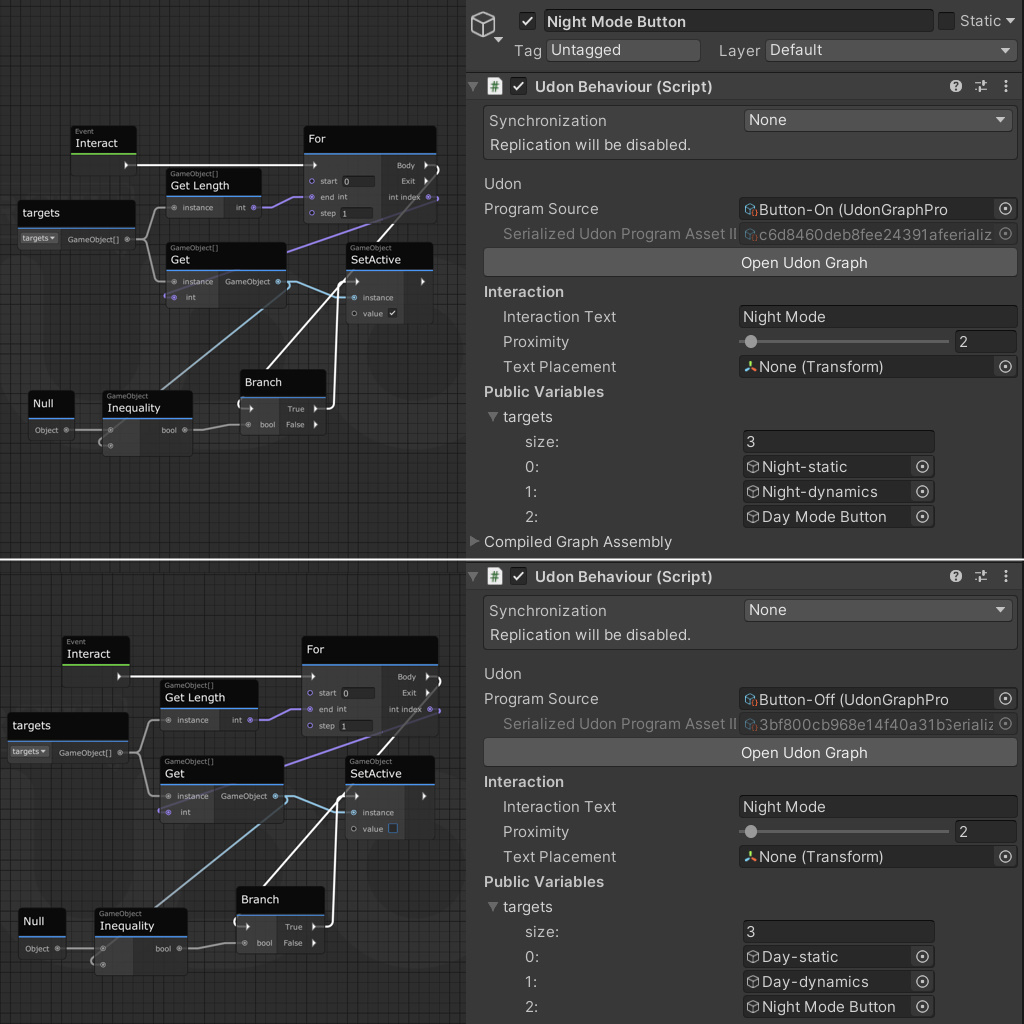 Event
Interact
For
Body
Exit
start 0
end int
int index
step 1
GameObject[]
Get Length
instance
int
targets
targets
GameObject[]
GameObject[]
Get
instance
GameObject
int
GameObject
SetActive
instance
value
Null
Object
GameObject
Inequality
bool
Branch
True
bool
False
Night Mode Button
Static
Tag Untagged
Layer Default
Udon Behaviour (Script)
Synchronization None
Replication will be disabled.
Udon
Program Source Button-On (UdonGraphPro
Serialized Udon Program Asset II
Open Udon Graph
Interaction
Interaction Text Night Mode
Proximity 2
Text Placement None (Transform)
Public Variables
targets
size: 3
0: Night-static
1: Night-dynamics
2: Day Mode Button
Compiled Graph Assembly
Event
Interact
For
Body
Exit
start 0
end int
int index
step 1
GameObject[]
Get Length
instance
int
targets
targets
GameObject[]
GameObject[]
Get
instance
GameObject
int
GameObject
SetActive
instance
value
Null
Object
GameObject
Inequality
bool
Branch
True
bool
False
Udon Behaviour (Script)
Synchronization None
Replication will be disabled.
Udon
Program Source Button-Off (UdonGraphPro
Serialized Udon Program Asset II
Open Udon Graph
Interaction
Interaction Text Night Mode
Proximity 2
Text Placement None (Transform)
Public Variables
targets
size: 3
0: Day-static
1: Day-dynamics
2: Night Mode Button